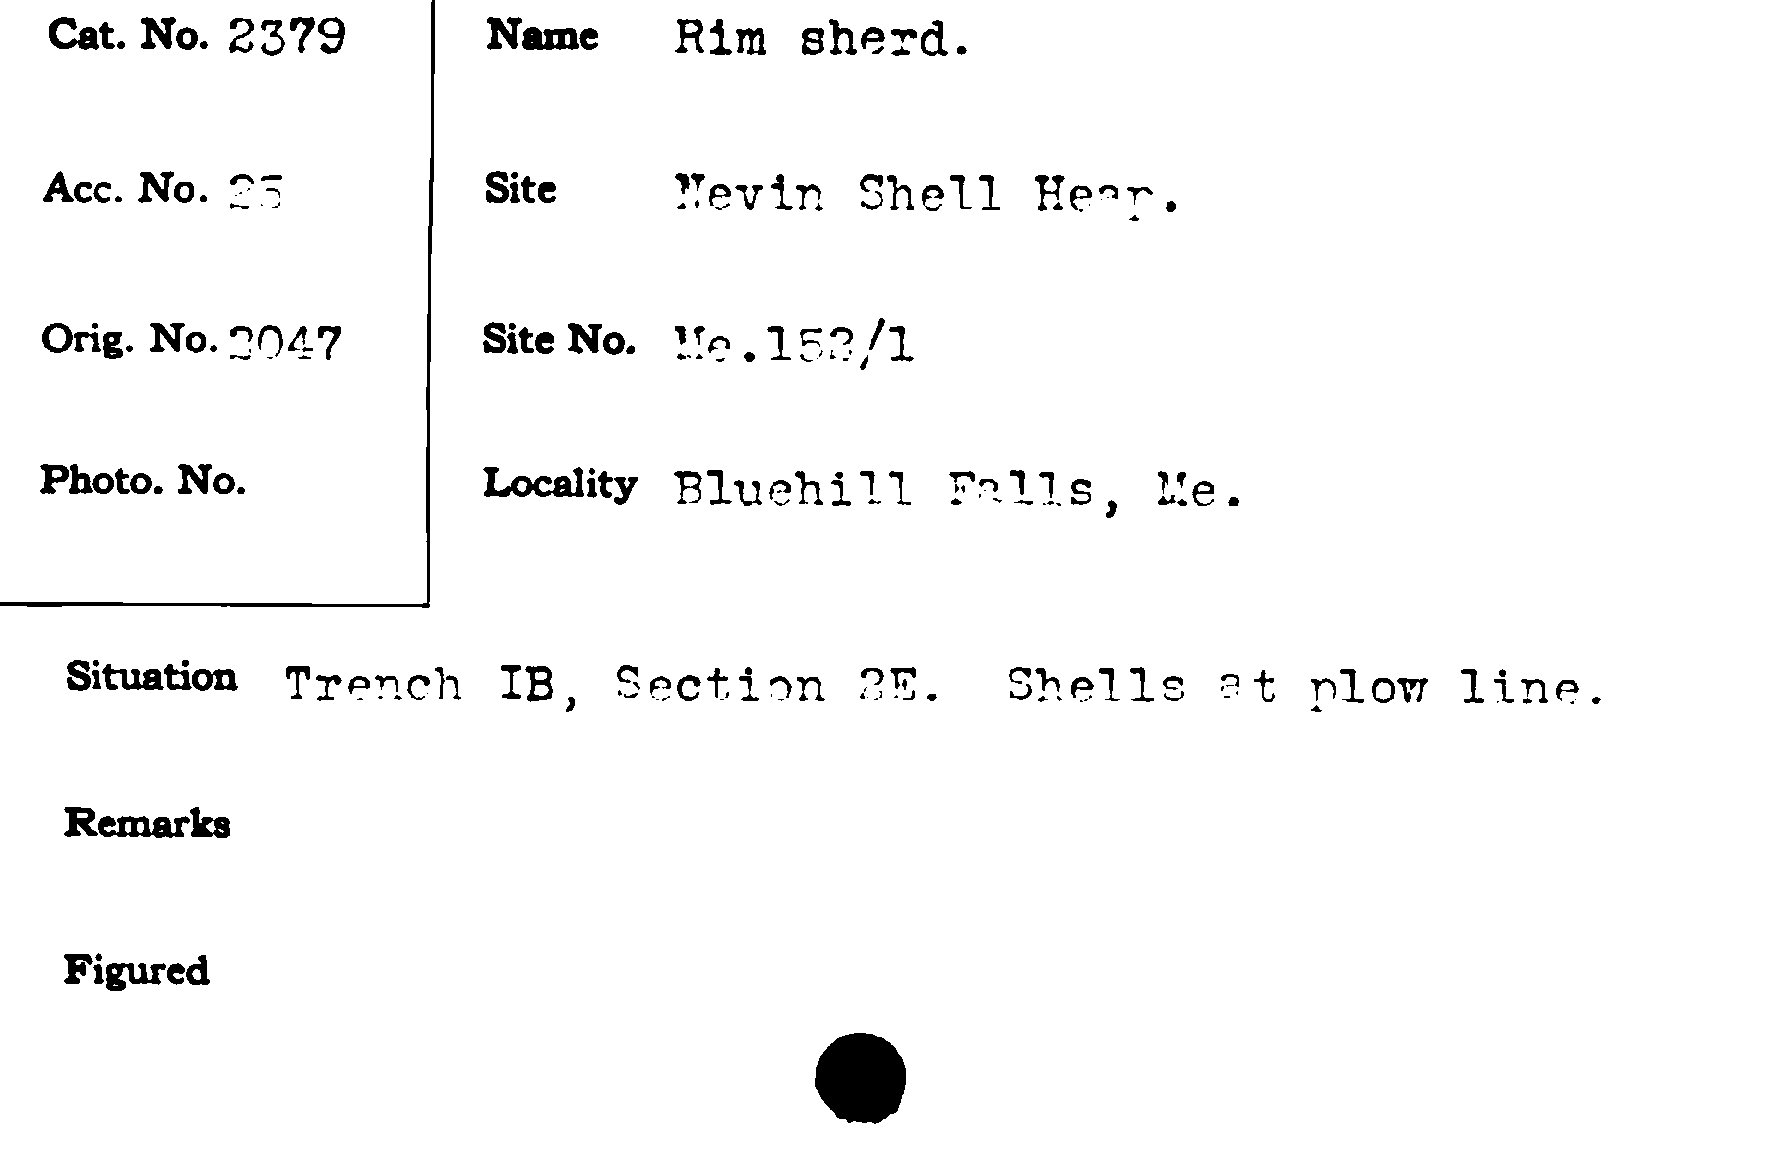 Cat. No. 2379
Name Rim sherd.
Acc. No. 25
Site Nevin Shell Heap.
Orig. No. 2047
Site No. Me.152/1
Photo. No.
Locality Bluehill Falls, Me.
Situation Trench IB, Section 2E. Shells at plow line.
Remarks
Figured